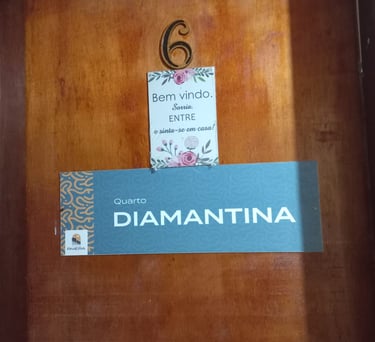 6
Bem vindo.
Sorria,
ENTRE
e sinta-se em casa!
Quarto
DIAMANTINA